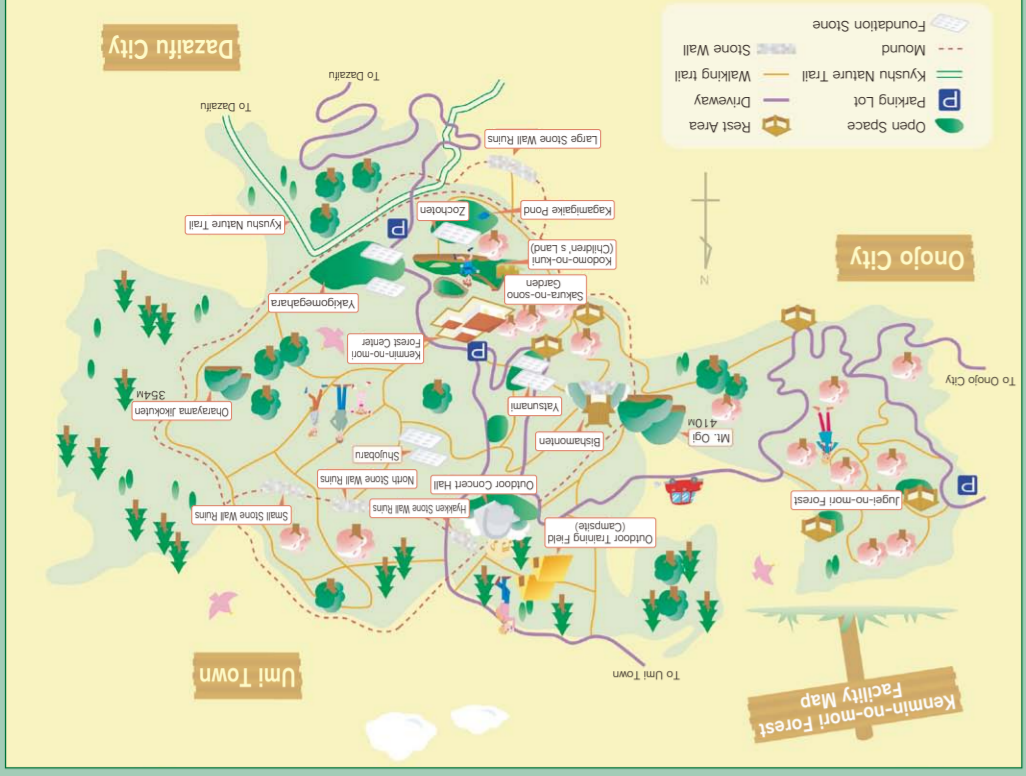 Kenmin-no-mori Forest
Facility Map
To Umi Town
Umi Town
Outdoor Training Field
(Campsite)
Jugei-no-mori Forest
P
Hyakken Stone Wall Ruins
Small Stone Wall Ruins
Outdoor Concert Hall
North Stone Wall Ruins
Shujobaru
Mt. Ogi
410M
Bishamonten
Yatsunami
Oharayama Jikokuten
354M
To Onojo City
P
Kenmin-no-mori
Forest Center
Sakura-no-sono
Garden
Yakigomegahara
Onojo City
N
Kodomo-no-kuni
(Children's Land)
Kagamigaike Pond
Zochoten
P
Kyushu Nature Trail
Large Stone Wall Ruins
To Dazaifu
To Dazaifu
Dazaifu City
Open Space
Rest Area
P
Parking Lot
Driveway
Kyushu Nature Trail
Walking trail
Mound
Stone Wall
Foundation Stone